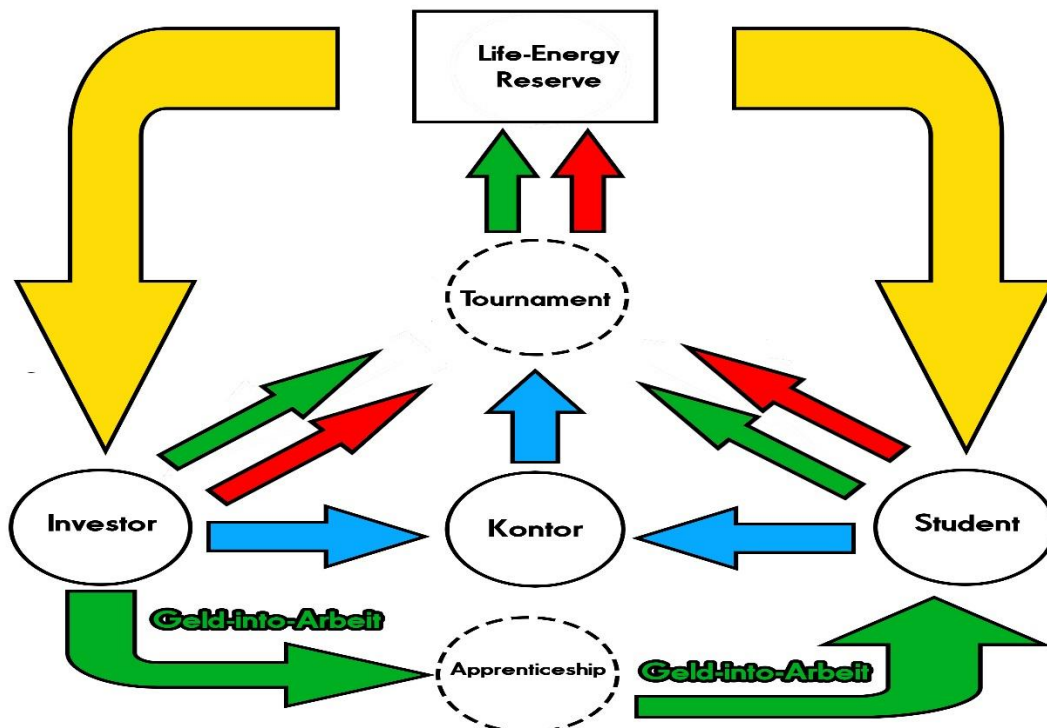 Life-Energy
Reserve
Tournament
Investor
Kontor
Student
Geld-into-Arbeit
Apprenticeship
Geld-into-Arbeit